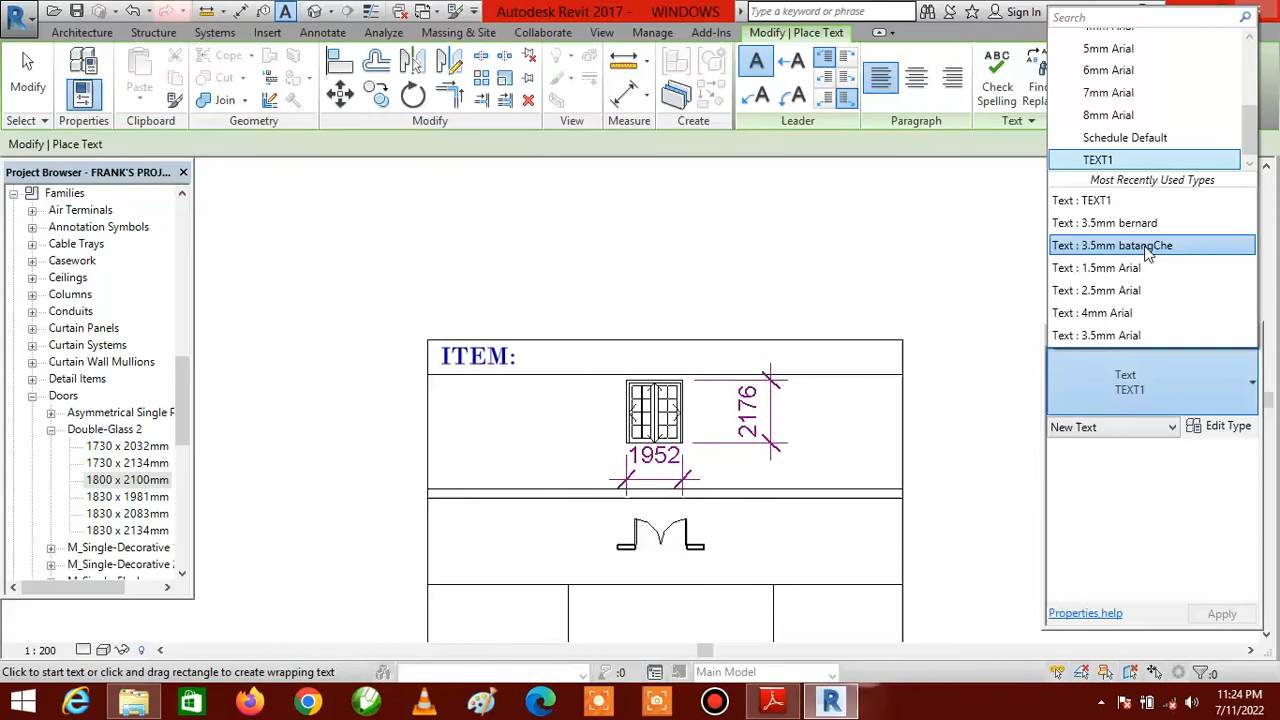 Autodesk Revit 2017 - WINDOWS
Type a keyword or phrase
Sign In
Architecture Structure Systems Insert Annotate Analyze Massing & Site Collaborate View Manage Add-Ins Modify | Place Text
Modify
Paste
Cope
Cut
Join
Check Spelling
Find
Select Properties Clipboard Geometry Modify View Measure Create Leader Paragraph Text
Modify | Place Text
Project Browser - FRANK'S PROJ...
Families
Air Terminals
Annotation Symbols
Cable Trays
Casework
Ceilings
Columns
Conduits
Curtain Panels
Curtain Systems
Curtain Wall Mullions
Detail Items
Doors
Asymmetrical Single F
Double-Glass 2
1730 x 2032mm
1730 x 2134mm
1800 x 2100mm
1830 x 1981mm
1830 x 2083mm
1830 x 2134mm
M_Single-Decorative
M_Single-Decorative 2
ITEM:
2176
1952
Search
5mm Arial
6mm Arial
7mm Arial
8mm Arial
Schedule Default
TEXT1
Most Recently Used Types
Text : TEXT1
Text : 3.5mm bernard
Text : 3.5mm batangChe
Text : 1.5mm Arial
Text : 2.5mm Arial
Text : 4mm Arial
Text : 3.5mm Arial
Text
TEXT1
New Text
Edit Type
Properties help
Apply
1 : 200
Click to start text or click and drag rectangle to create wrapping text
:0
Main Model
:0
11:24 PM
7/11/2022